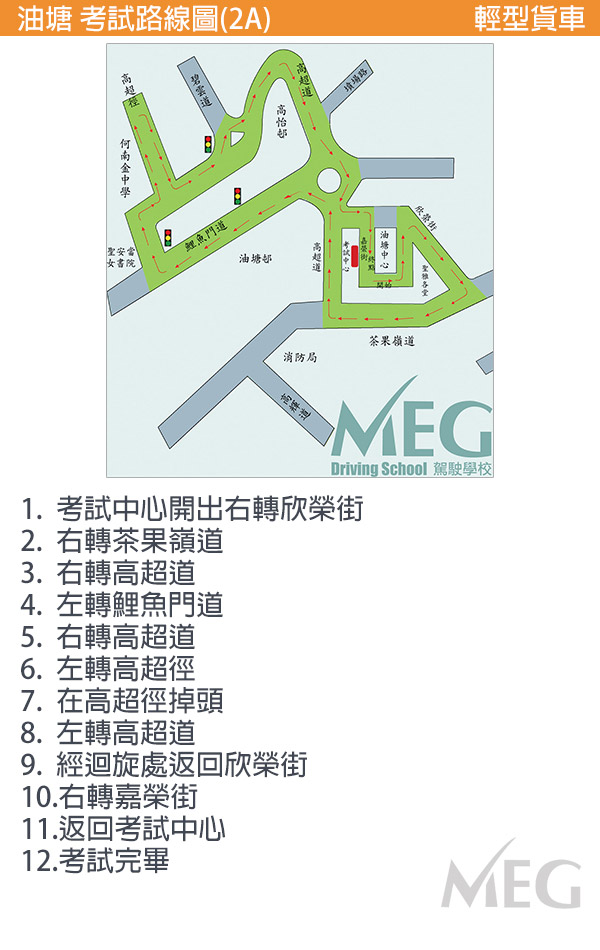 油塘 考試路線圖(2A)
輕型貨車
高超徑
碧雲道
高超道
墳場路
高怡邨
何南金中學
鯉魚門道
聖安當
女書院
油塘邨
高超道
考試中心
嘉榮街
終點
油塘中心
開始
欣榮街
聖雅各堂
茶果嶺道
消防局
高輝道
MEG
Driving School 駕駛學校
1. 考試中心開出右轉欣榮街
2. 右轉茶果嶺道
3. 右轉高超道
4. 左轉鯉魚門道
5. 右轉高超道
6. 左轉高超徑
7. 在高超徑掉頭
8. 左轉高超道
9. 經迴旋處返回欣榮街
10.右轉嘉榮街
11.返回考試中心
12.考試完畢
MEG